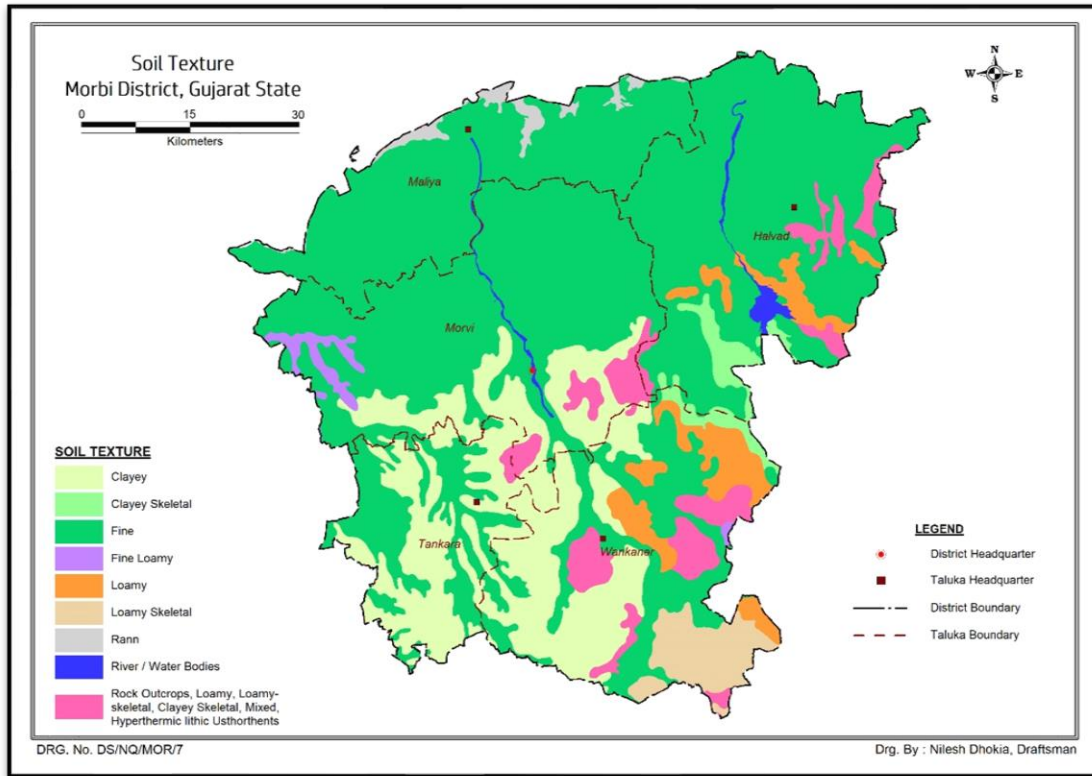 Soil Texture
Morbi District, Gujarat State
0 15 30
Kilometers
N
W E
S
Maliya
Halvad
Morvi
Tankara
Wankaner
SOIL TEXTURE
Clayey
Clayey Skeletal
Fine
Fine Loamy
Loamy
Loamy Skeletal
Rann
River / Water Bodies
Rock Outcrops, Loamy, Loamy-
skeletal, Clayey Skeletal, Mixed,
Hyperthermic lithic Usthorthents
LEGEND
District Headquarter
Taluka Headquarter
District Boundary
Taluka Boundary
DRG. No. DS/NQ/MOR/7
Drg. By : Nilesh Dhokia, Draftsman